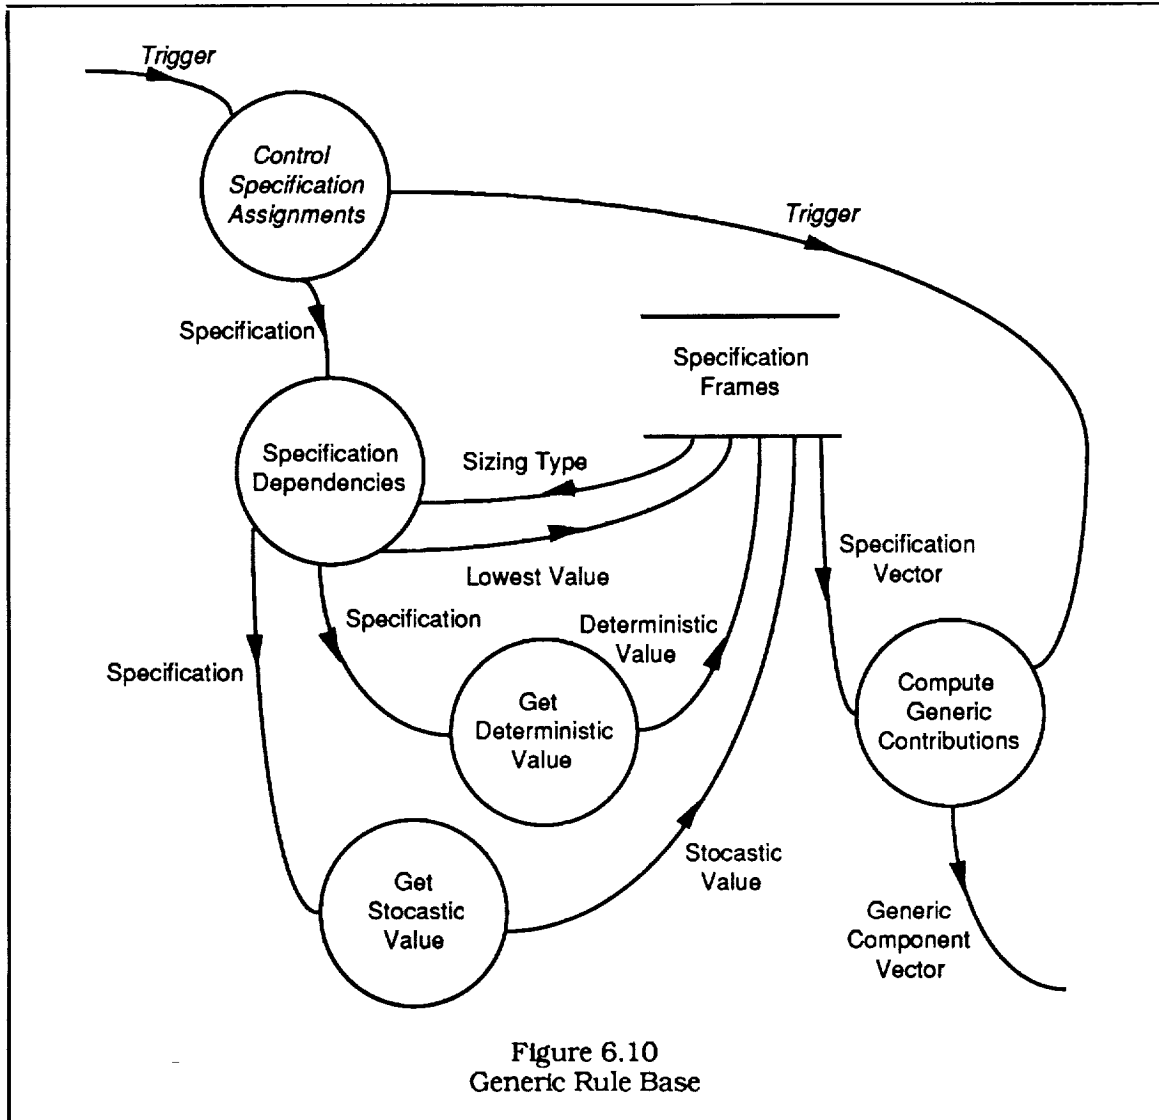 Trigger
Control
Specification
Assignments
Trigger
Specification
Specification
Frames
Specification
Dependencies
Sizing Type
Lowest Value
Specification
Vector
Specification
Deterministic
Value
Specification
Get
Deterministic
Value
Compute
Generic
Contributions
Stocastic
Value
Get
Stocastic
Value
Generic
Component
Vector
Figure 6.10
Generic Rule Base